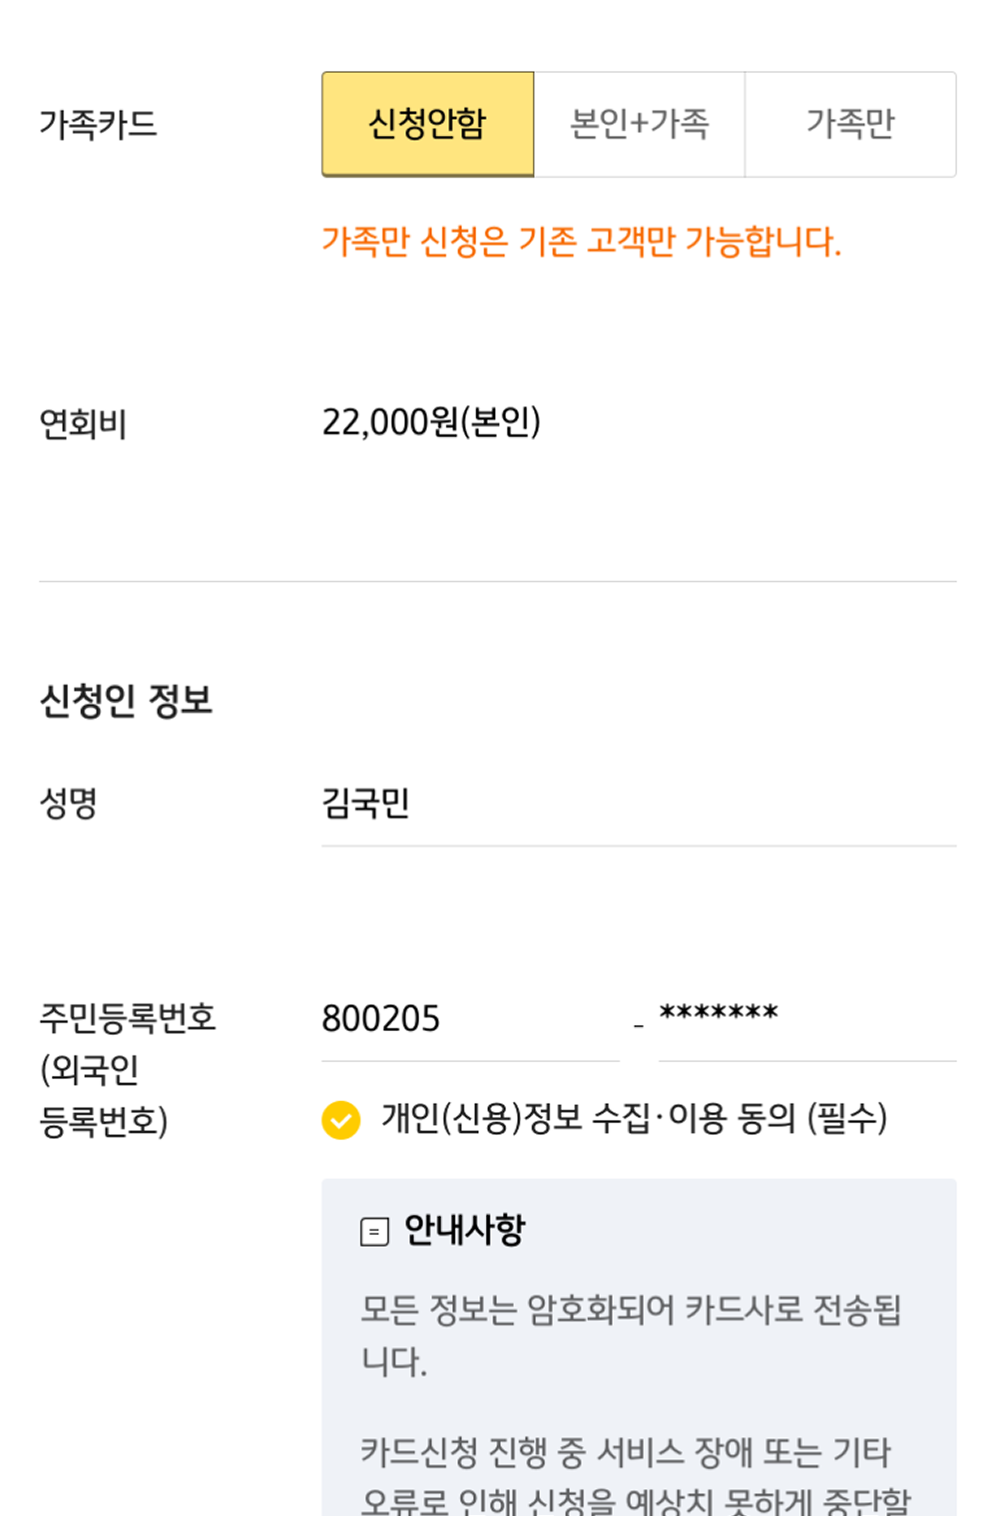 가족카드
신청안함
본인+가족
가족만
가족만 신청은 기존 고객만 가능합니다.
연회비
22,000원(본인)
신청인 정보
성명
김국민
주민등록번호
(외국인
등록번호)
800205 - *******
개인(신용)정보 수집·이용 동의 (필수)
안내사항
모든 정보는 암호화되어 카드사로 전송됩
니다.
카드신청 진행 중 서비스 장애 또는 기타
오류로 인해 신청을 예상치 못하게 중단할